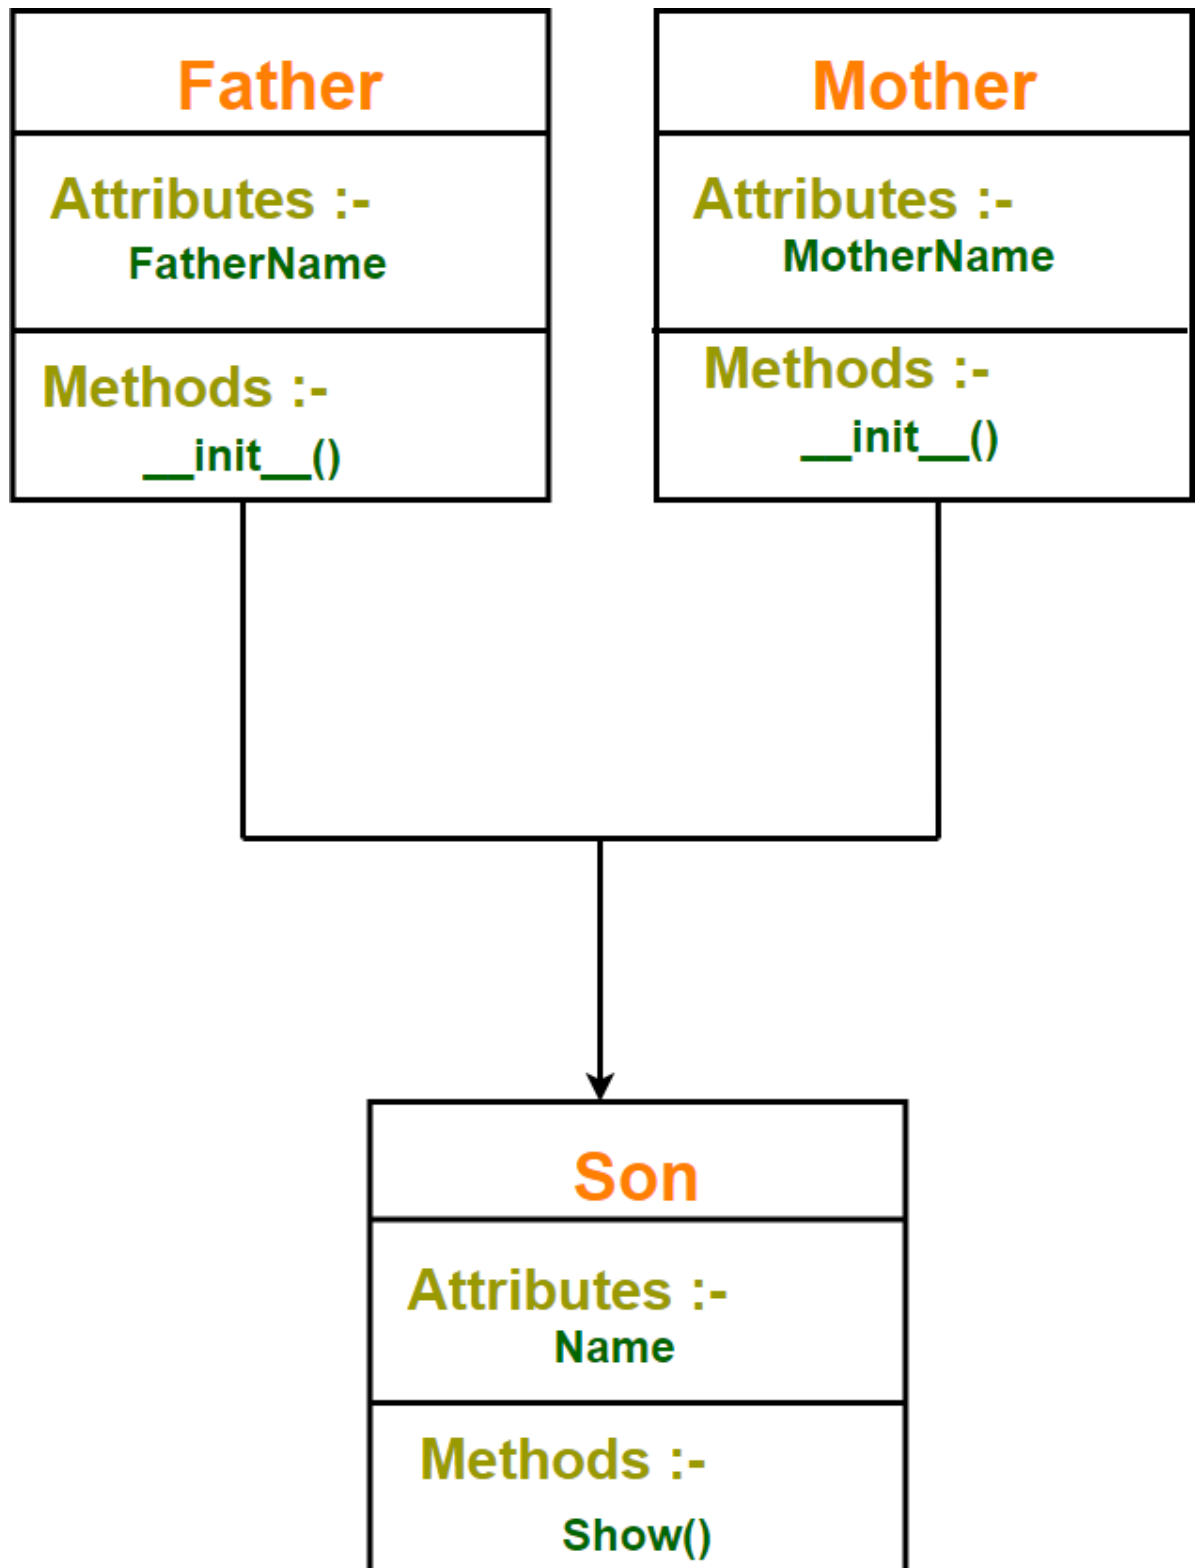 Father
Attributes :-
FatherName
Methods :-
__init__()
Mother
Attributes :-
MotherName
Methods :-
__init__()
Son
Attributes :-
Name
Methods :-
Show()